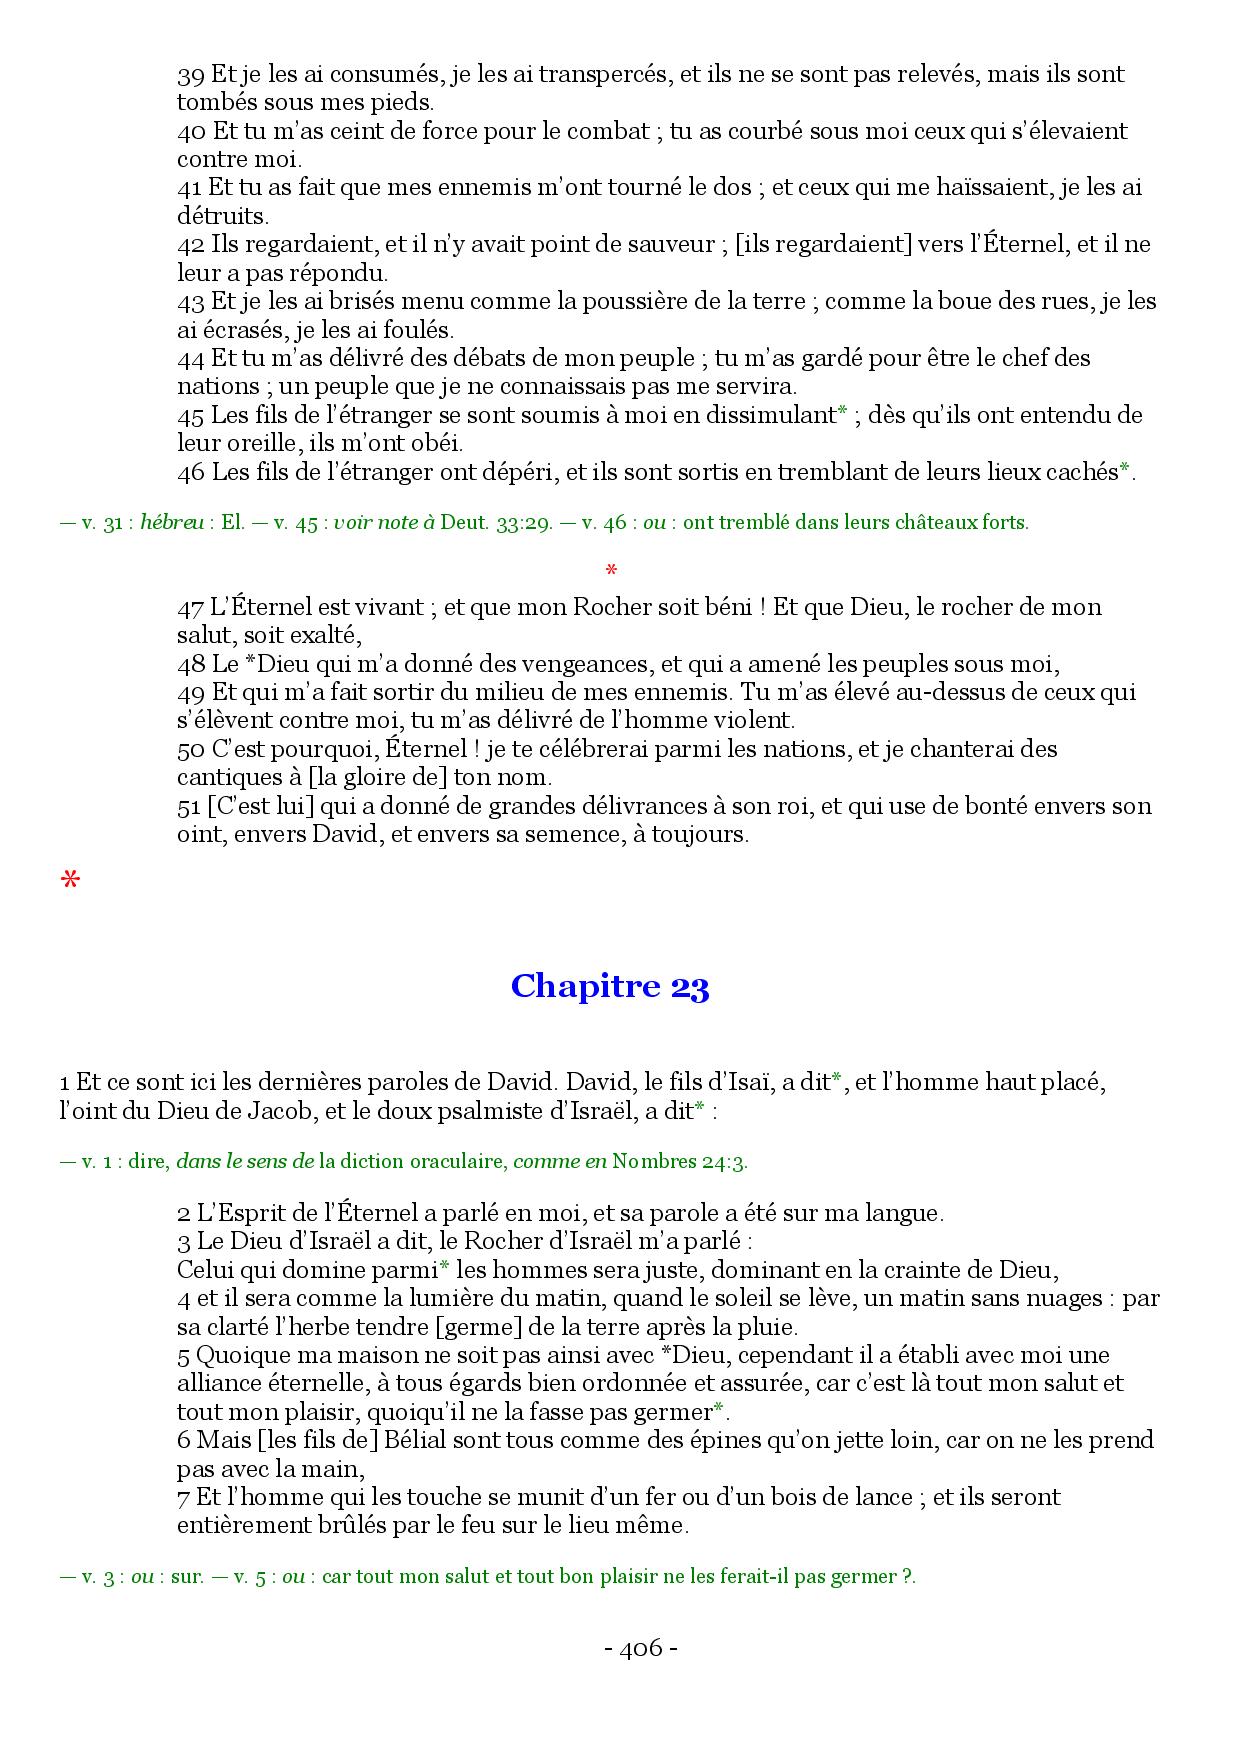 39 Et je les ai consumés, je les ai transpercés, et ils ne se sont pas relevés, mais ils sont
tombés sous mes pieds.
40 Et tu m’as ceint de force pour le combat ; tu as courbé sous moi ceux qui s’élevaient
contre moi.
41 Et tu as fait que mes ennemis m’ont tourné le dos ; et ceux qui me haïssaient, je les ai
détruits.
42 Ils regardaient, et il n’y avait point de sauveur ; [ils regardaient] vers l’Éternel, et il ne
leur a pas répondu.
43 Et je les ai brisés menu comme la poussière de la terre ; comme la boue des rues, je les
ai écrasés, je les ai foulés.
44 Et tu m’as délivré des débats de mon peuple ; tu m’as gardé pour être le chef des
nations ; un peuple que je ne connaissais pas me servira.
45 Les fils de l’étranger se sont soumis à moi en dissimulant* ; dès qu’ils ont entendu de
leur oreille, ils m’ont obéi.
46 Les fils de l’étranger ont dépéri, et ils sont sortis en tremblant de leurs lieux cachés*.
— v. 31 : hébreu : El. — v. 45 : voir note à Deut. 33:29. — v. 46 : ou : ont tremblé dans leurs châteaux forts.
*
47 L’Éternel est vivant ; et que mon Rocher soit béni ! Et que Dieu, le rocher de mon
salut, soit exalté,
48 Le *Dieu qui m’a donné des vengeances, et qui a amené les peuples sous moi,
49 Et qui m’a fait sortir du milieu de mes ennemis. Tu m’as élevé au-dessus de ceux qui
s’élèvent contre moi, tu m’as délivré de l’homme violent.
50 C’est pourquoi, Éternel ! je te célébrerai parmi les nations, et je chanterai des
cantiques à [la gloire de] ton nom.
51 [C’est lui] qui a donné de grandes délivrances à son roi, et qui use de bonté envers son
oint, envers David, et envers sa semence, à toujours.
*
Chapitre 23
1 Et ce sont ici les dernières paroles de David. David, le fils d’Isaï, a dit*, et l’homme haut placé,
l’oint du Dieu de Jacob, et le doux psalmiste d’Israël, a dit* :
— v. 1 : dire, dans le sens de la diction oraculaire, comme en Nombres 24:3.
2 L’Esprit de l’Éternel a parlé en moi, et sa parole a été sur ma langue.
3 Le Dieu d’Israël a dit, le Rocher d’Israël m’a parlé :
Celui qui domine parmi* les hommes sera juste, dominant en la crainte de Dieu,
4 et il sera comme la lumière du matin, quand le soleil se lève, un matin sans nuages : par
sa clarté l’herbe tendre [germe] de la terre après la pluie.
5 Quoique ma maison ne soit pas ainsi avec *Dieu, cependant il a établi avec moi une
alliance éternelle, à tous égards bien ordonnée et assurée, car c’est là tout mon salut et
tout mon plaisir, quoiqu’il ne la fasse pas germer*.
6 Mais [les fils de] Bélial sont tous comme des épines qu’on jette loin, car on ne les prend
pas avec la main,
7 Et l’homme qui les touche se munit d’un fer ou d’un bois de lance ; et ils seront
entièrement brûlés par le feu sur le lieu même.
— v. 3 : ou : sur. — v. 5 : ou : car tout mon salut et tout bon plaisir ne les ferait-il pas germer ?.
- 406 -